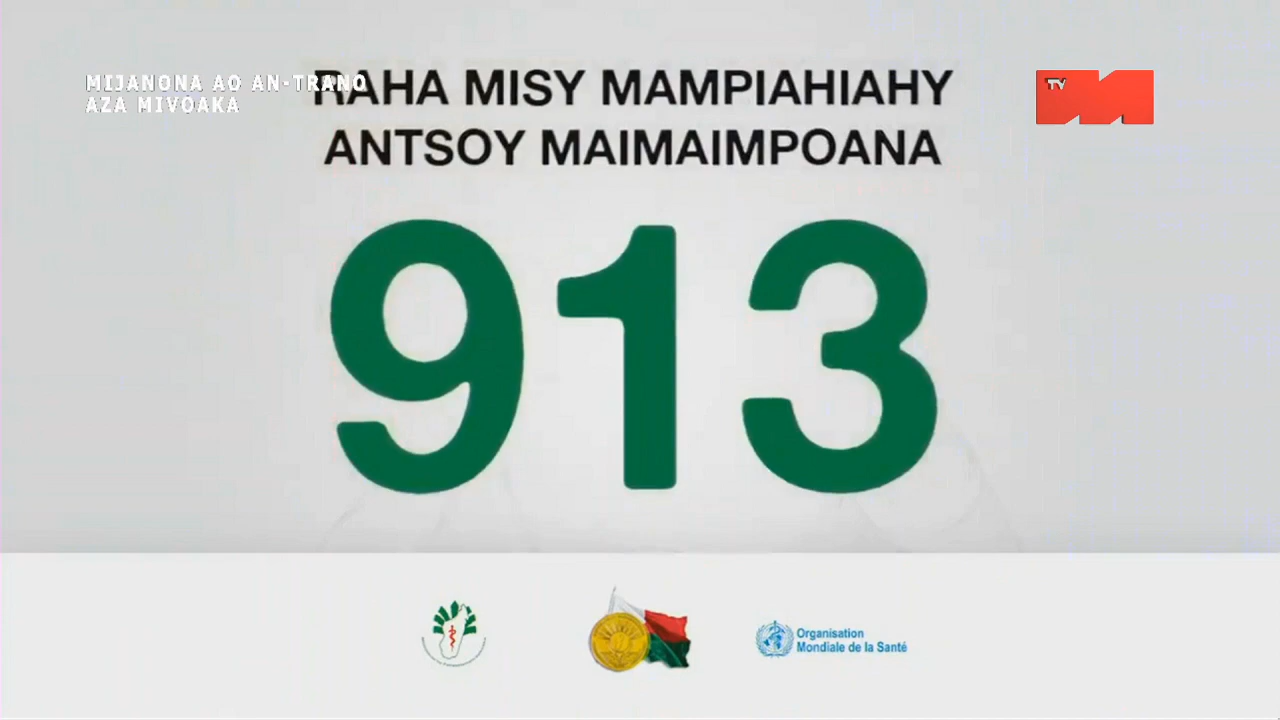 MIJANONA AO AN-TRANO
AZA MIVOAKA
RAHA MISY MAMPIAHIAHY
ANTSOY MAIMAIMPOANA
TV
913
Organisation
Mondiale de la Santé